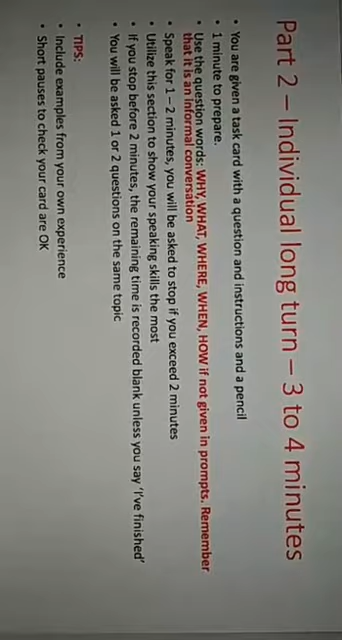 Part 2 – Individual long turn – 3 to 4 minutes
• You are given a task card with a question and instructions and a pencil
• 1 minute to prepare.
• Use the question words: WHY, WHAT, WHERE, WHEN, HOW if not given in prompts. Remember
that it is an informal conversation
• Speak for 1 – 2 minutes, you will be asked to stop if you exceed 2 minutes
• Utilize this section to show your speaking skills the most
• If you stop before 2 minutes, the remaining time is recorded blank unless you say ‘I’ve finished’
• You will be asked 1 or 2 questions on the same topic
• TIPS:
• Include examples from your own experience
• Short pauses to check your card are OK